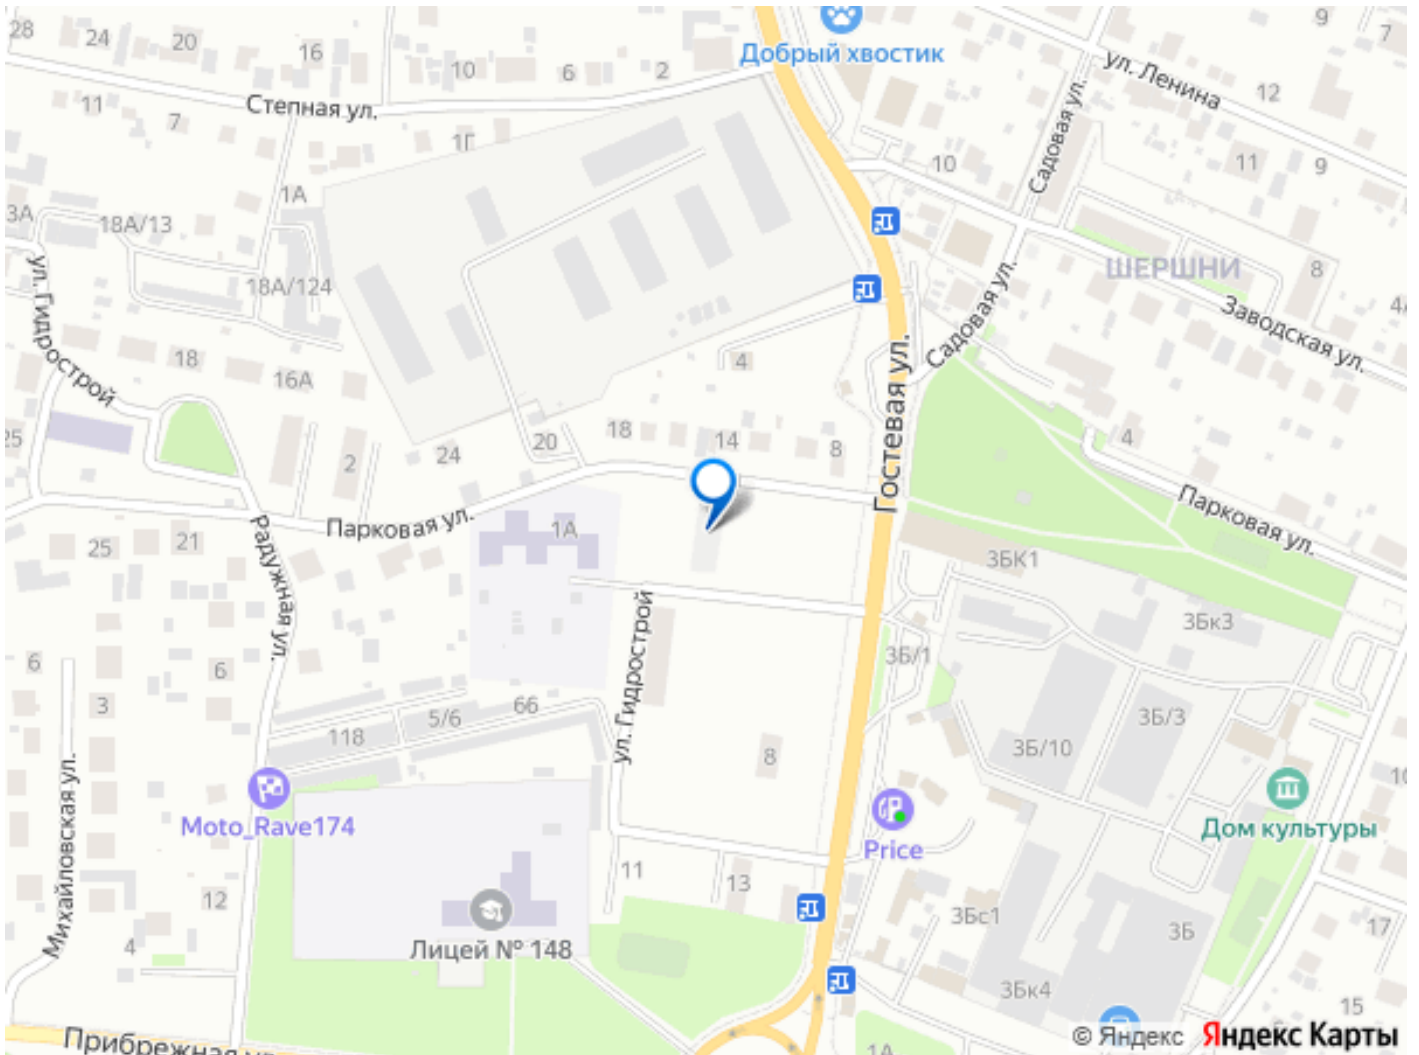 28
24
20
16
10
6
2
Добрый хвостик
9
7
ул. Ленина
12
Степная ул.
11
7
1Г
10
Садовая ул.
11
9
1А
3А
18А/13
ШЕРШНИ
8
ул. Гидрострой
18А/124
Садовая ул.
Заводская ул.
4
18
16А
4
Гостевая ул.
25
2
24
20
18
14
8
4
Парковая ул.
Парковая ул.
1А
25
21
Радужная ул.
3БК1
3Бк3
ул. Гидрострой
3Б/1
6
6
3
5/6
66
118
3Б/3
3Б/10
8
10
Михайловская ул.
Moto_Rave174
Price
Дом культуры
11
13
12
3Бс1
3Б
17
4
Лицей № 148
3Бк4
15
Прибрежная ул.
1А
© Яндекс Яндекс Карты